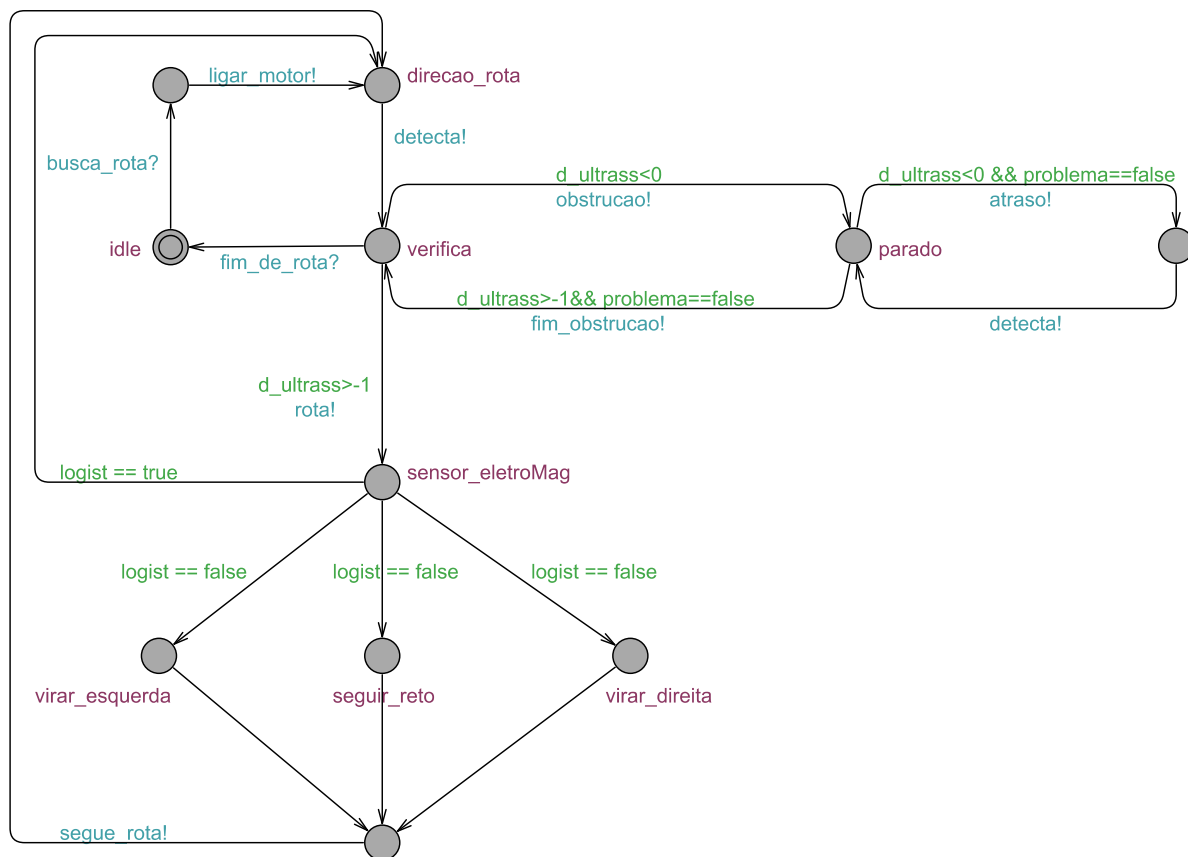 ligar_motor!
direcao_rota
detecta!
busca_rota?
d_ultrass<0
obstrucao!
d_ultrass<0 && problema==false
atraso!
idle
fim_de_rota?
verifica
parado
d_ultrass>-1&& problema==false
fim_obstrucao!
detecta!
d_ultrass>-1
rota!
logist == true
sensor_eletroMag
logist == false
logist == false
logist == false
virar_esquerda
seguir_reto
virar_direita
segue_rota!